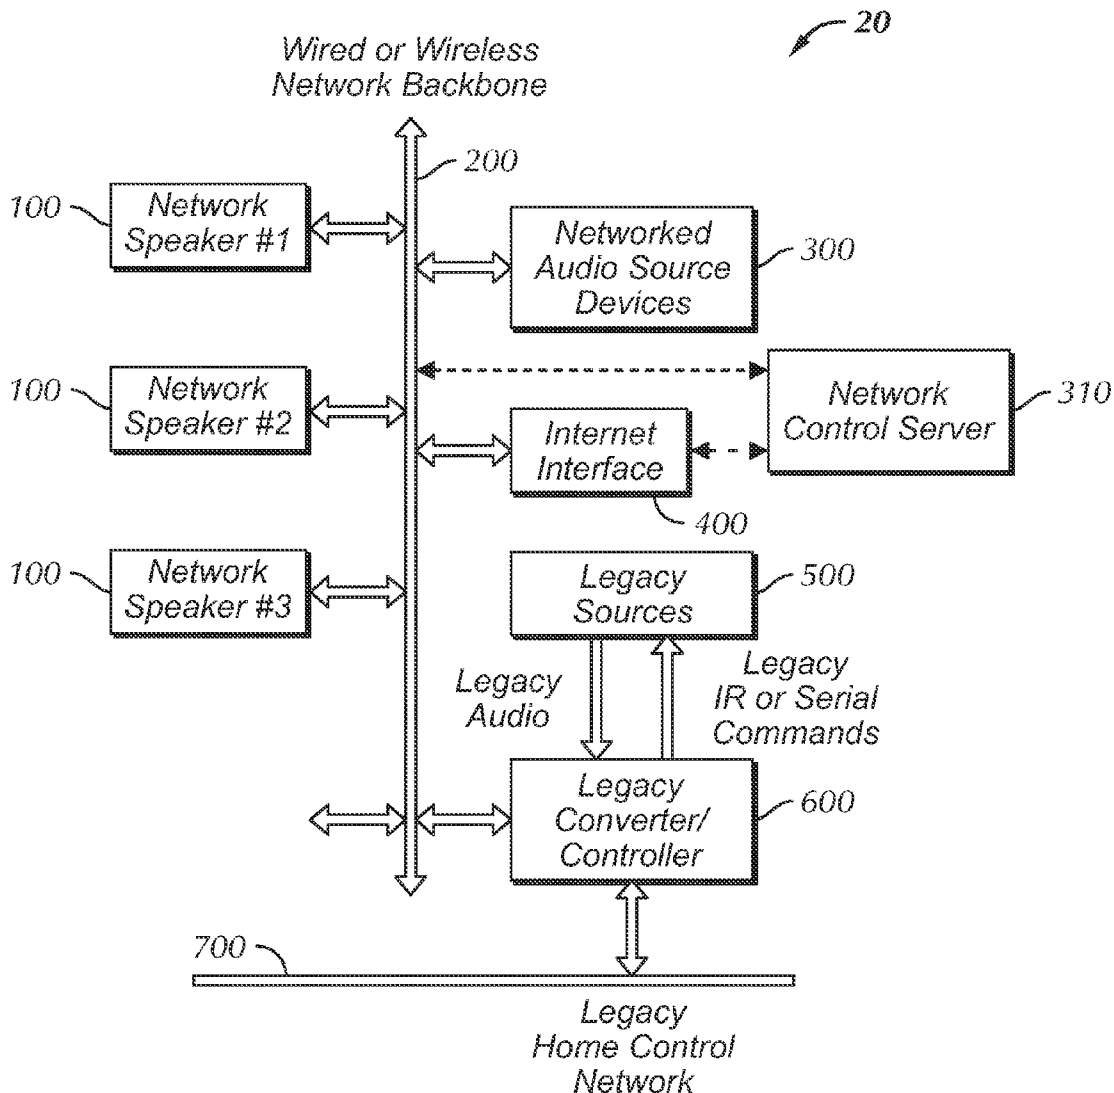 20
Wired or Wireless
Network Backbone
200
100
Network
Speaker #1
Networked
Audio Source
Devices
300
100
Network
Speaker #2
Network
Control Server
310
Internet
Interface
400
100
Network
Speaker #3
Legacy
Sources
500
Legacy
Audio
Legacy
IR or Serial
Commands
Legacy
Converter/
Controller
600
700
Legacy
Home Control
Network